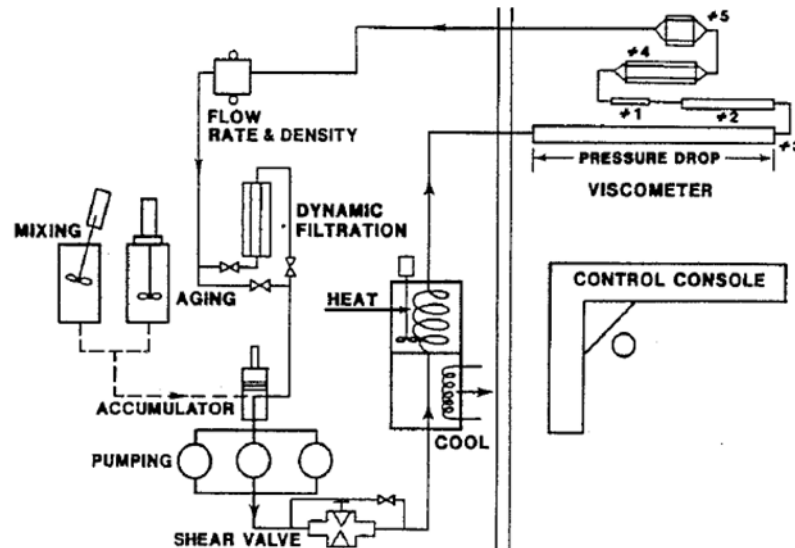 ≠5
≠4
≠1
≠2
≠3
FLOW
RATE & DENSITY
PRESSURE DROP
VISCOMETER
DYNAMIC
FILTRATION
MIXING
AGING
HEAT
CONTROL CONSOLE
ACCUMULATOR
COOL
PUMPING
SHEAR VALVE